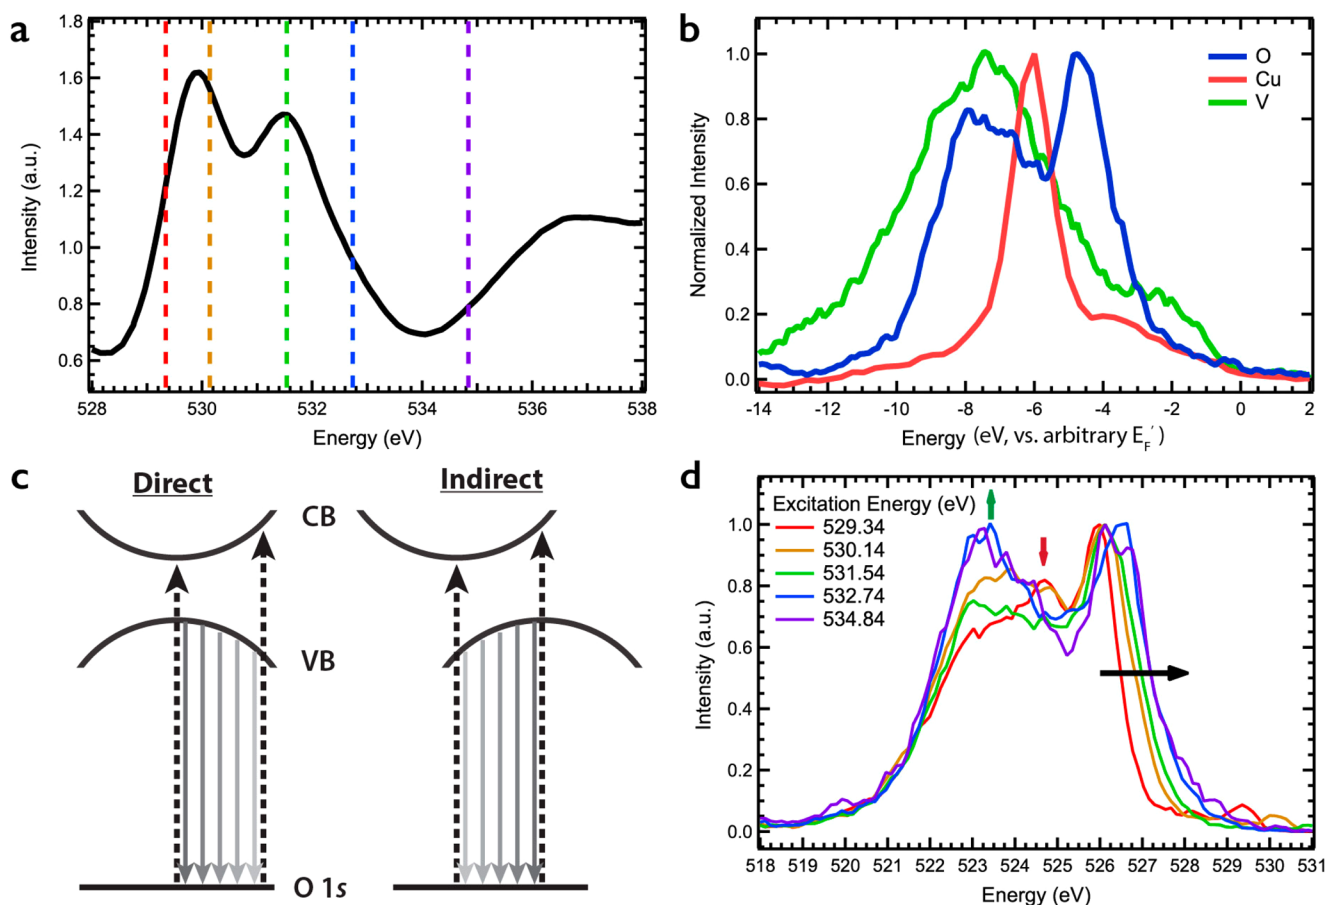 a
1.8
1.6
1.4
1.2
1.0
0.8
0.6
Intensity (a.u.)
528
530
532
534
536
538
Energy (eV)
b
O
Cu
V
1.0
0.8
0.6
0.4
0.2
0.0
Normalized Intensity
-14
-12
-10
-8
-6
-4
-2
0
2
Energy (eV, vs. arbitrary E_F′)
c
Direct
Indirect
CB
VB
O 1s
d
Excitation Energy (eV)
529.34
530.14
531.54
532.74
534.84
1.0
0.8
0.6
0.4
0.2
0.0
Intensity (a.u.)
518
519
520
521
522
523
524
525
526
527
528
529
530
531
Energy (eV)